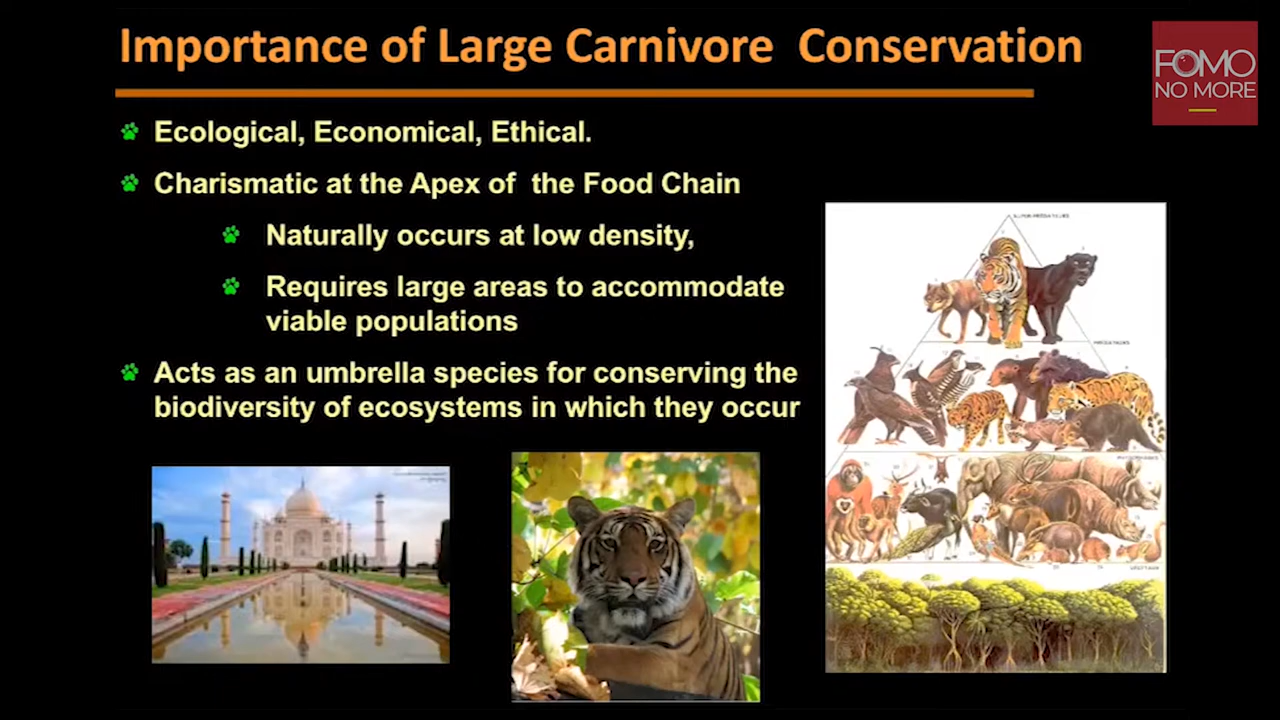 Importance of Large Carnivore Conservation
FOMO
NO MORE
Ecological, Economical, Ethical.
Charismatic at the Apex of the Food Chain
Naturally occurs at low density,
Requires large areas to accommodate
viable populations
Acts as an umbrella species for conserving the
biodiversity of ecosystems in which they occur